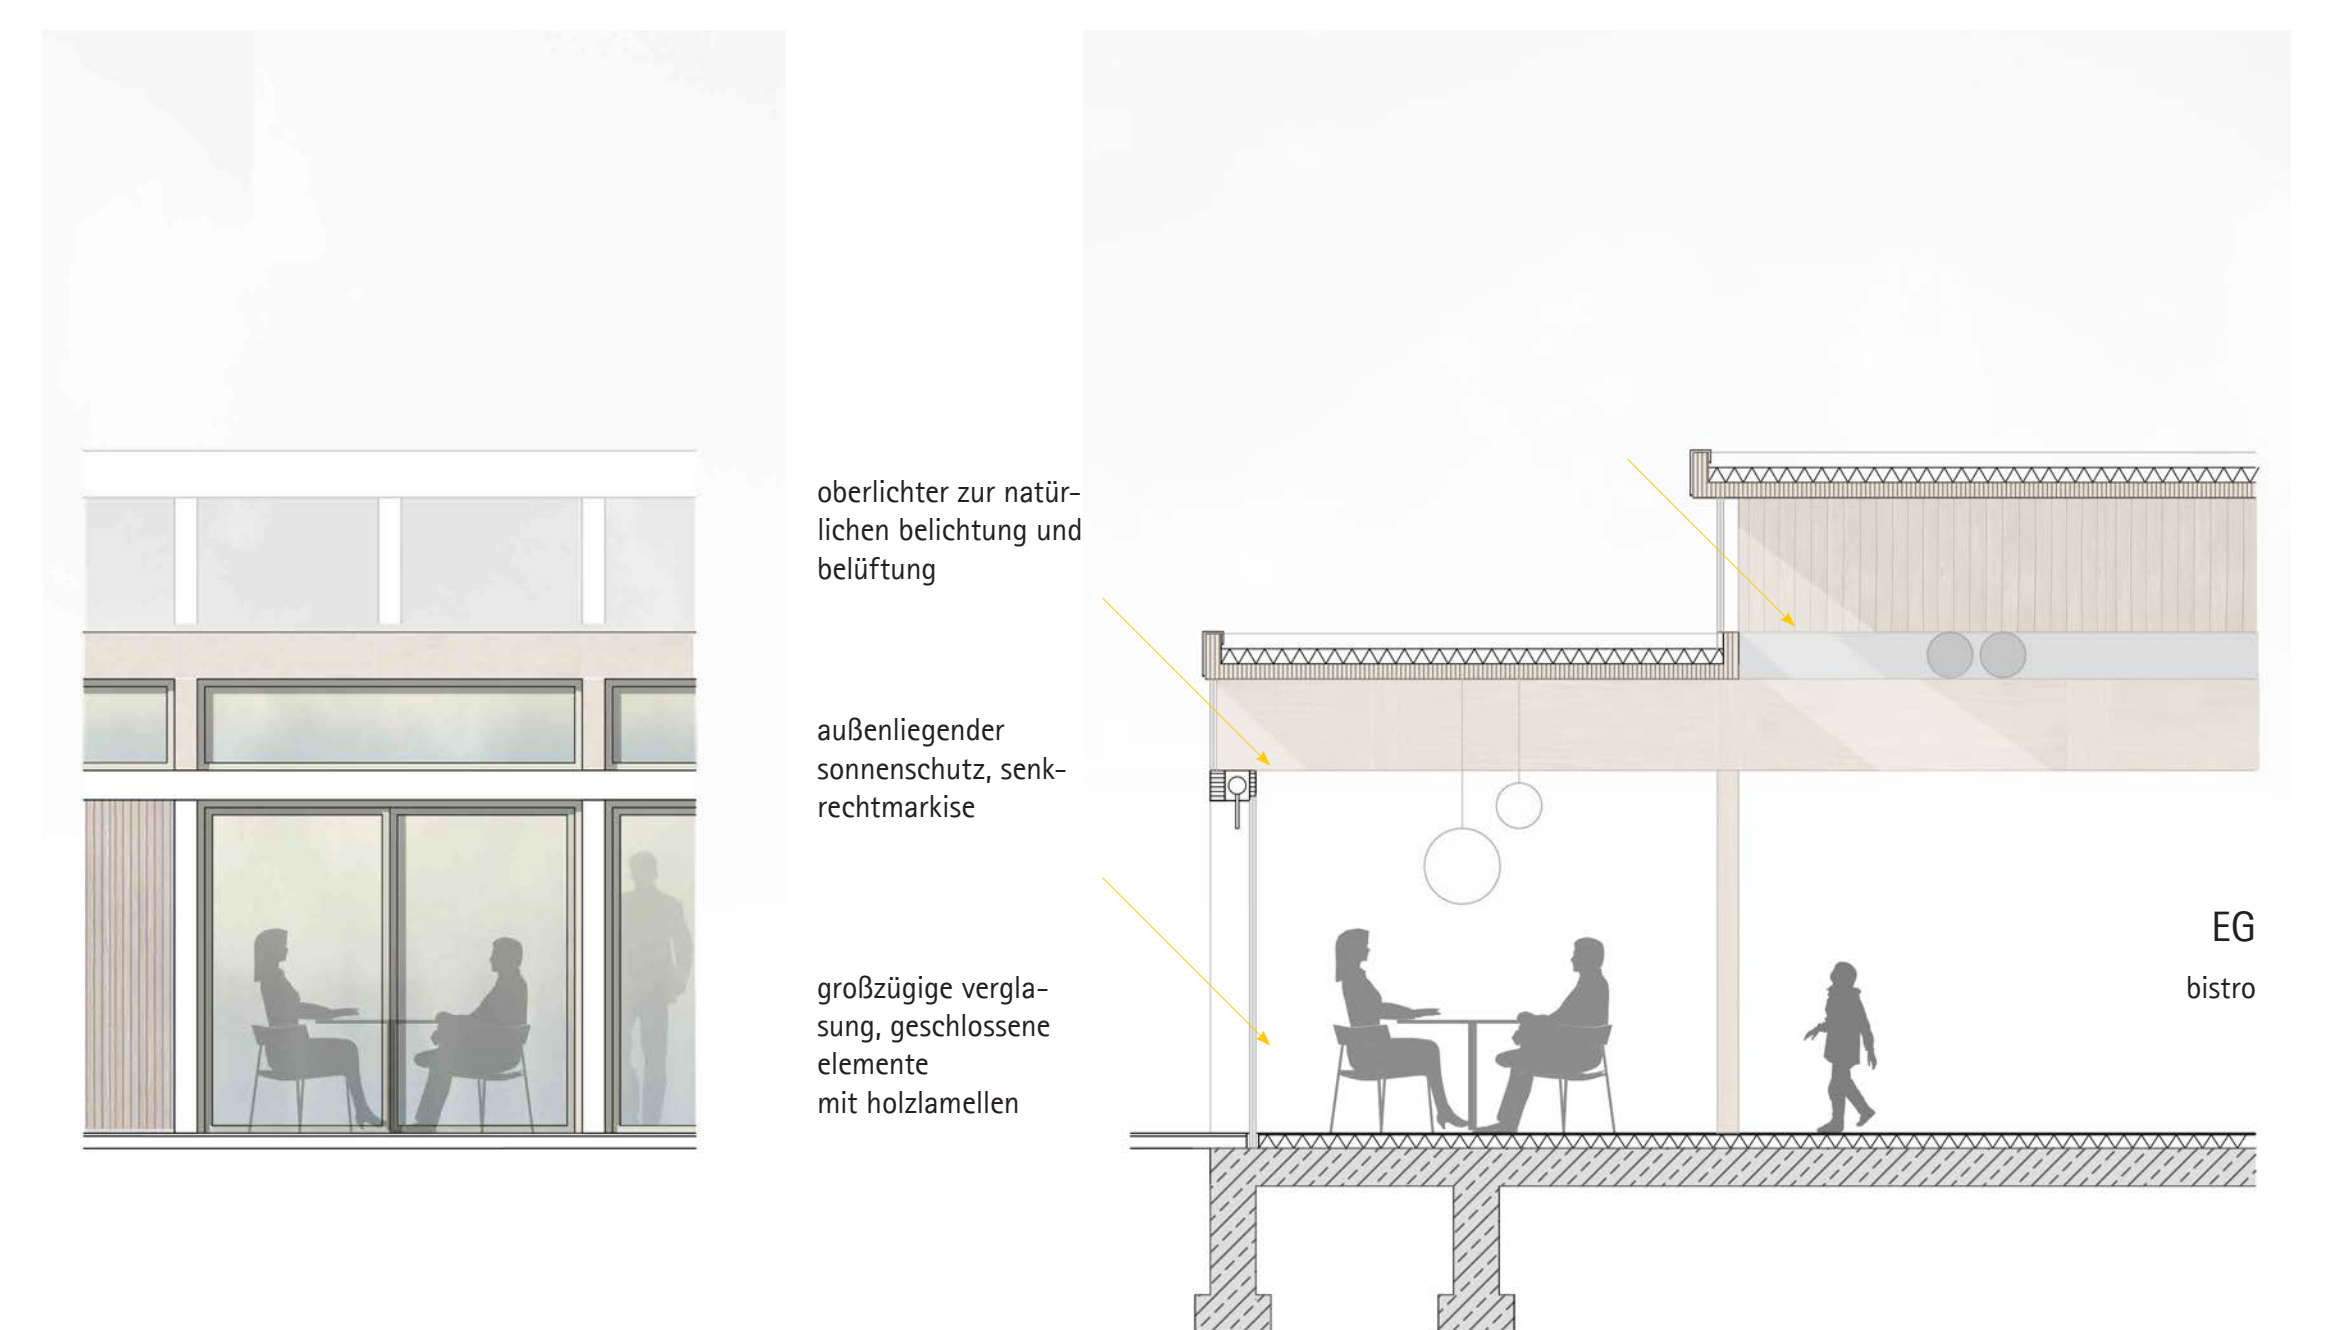 oberlichter zur natür-
lichen belichtung und
belüftung
außenliegender
sonnenschutz, senk-
rechtmarkise
großzügige vergla-
sung, geschlossene
elemente
mit holzlamellen
EG
bistro